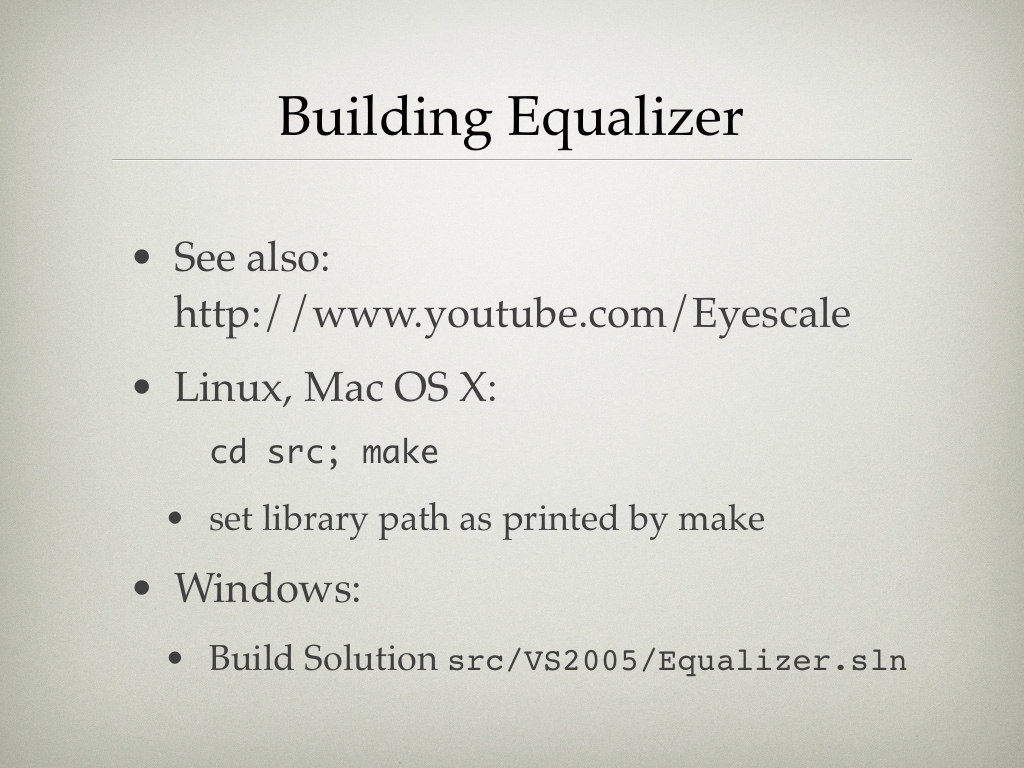 Building Equalizer
• See also:
http://www.youtube.com/Eyescale
• Linux, Mac OS X:
cd src; make
• set library path as printed by make
• Windows:
• Build Solution src/VS2005/Equalizer.sln